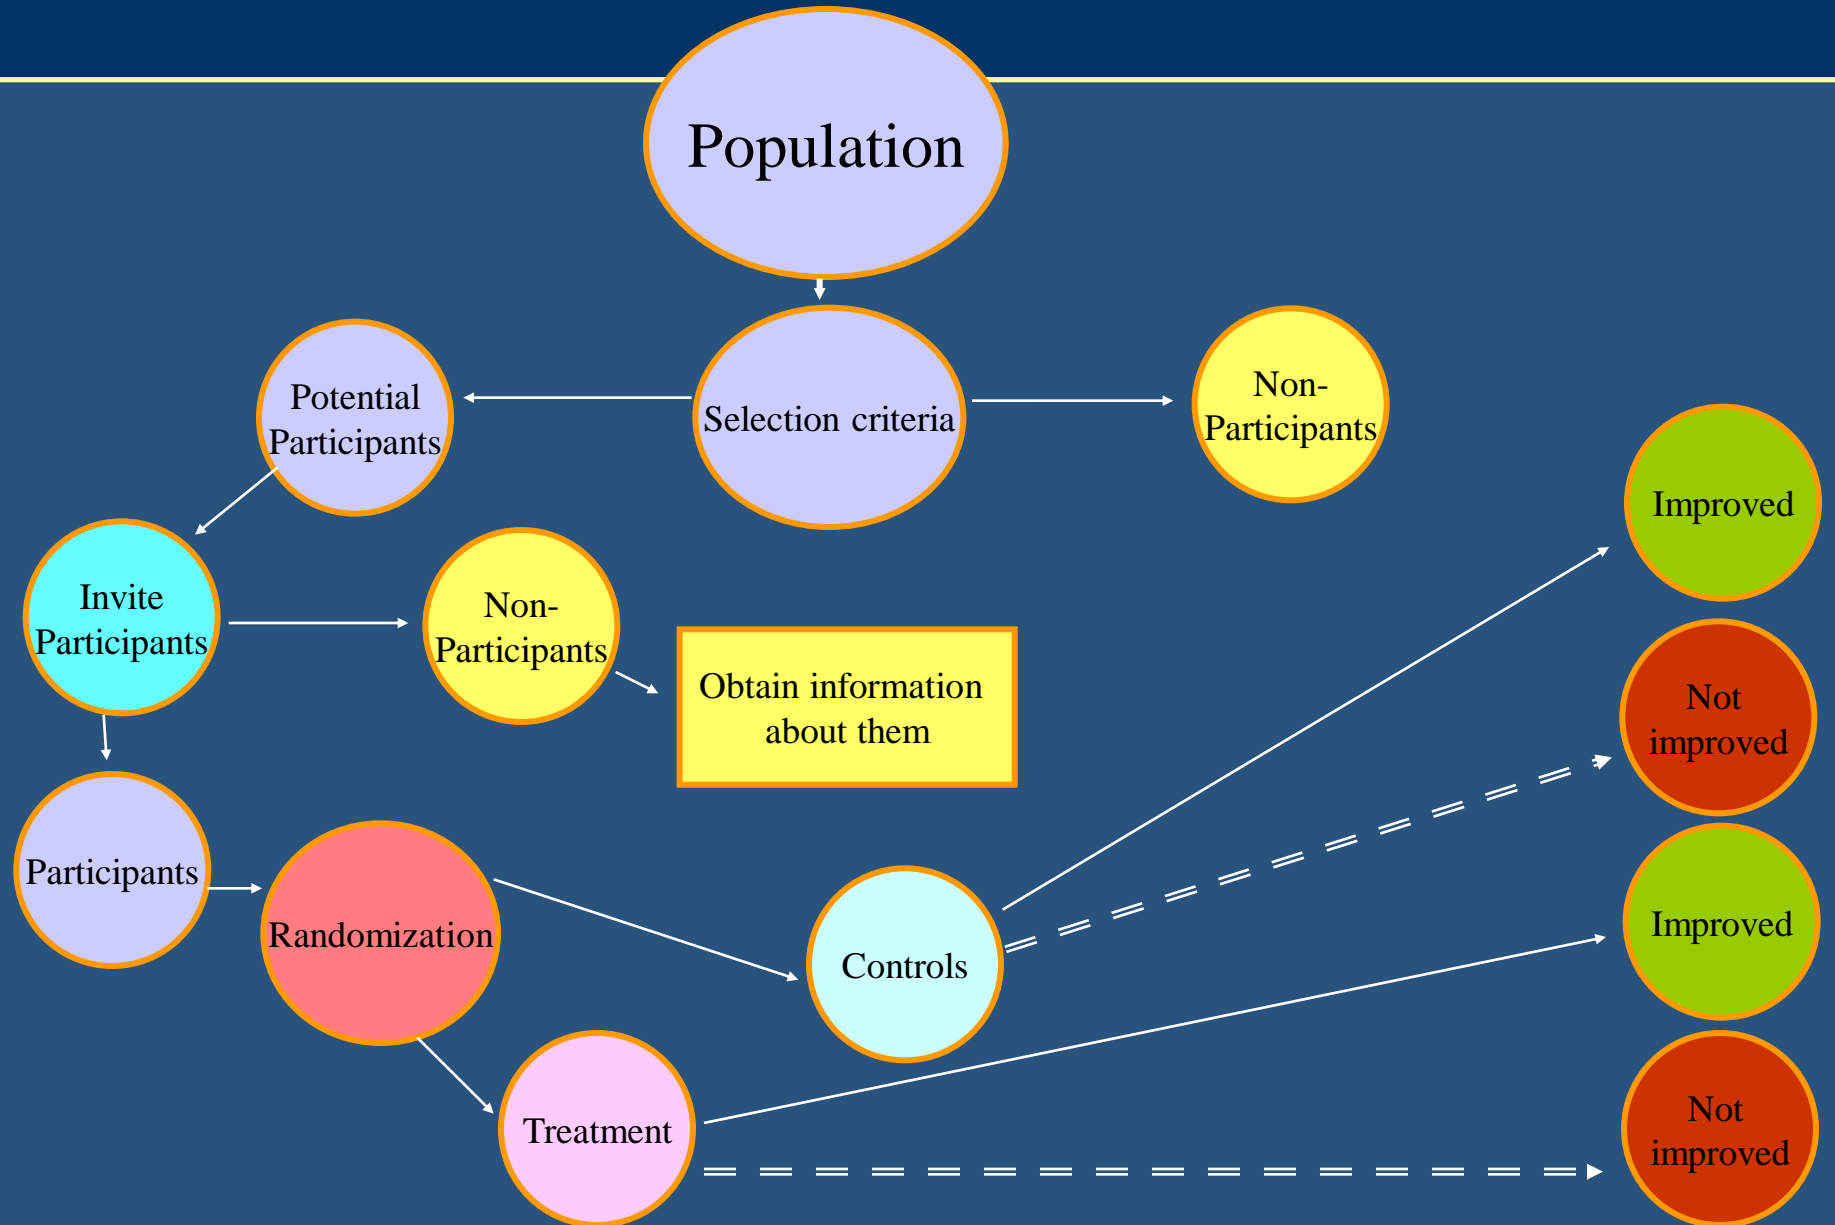 Population
Potential
Participants
Selection criteria
Non-
Participants
Improved
Invite
Participants
Non-
Participants
Obtain information
about them
Not
improved
Participants
Randomization
Controls
Improved
Treatment
Not
improved